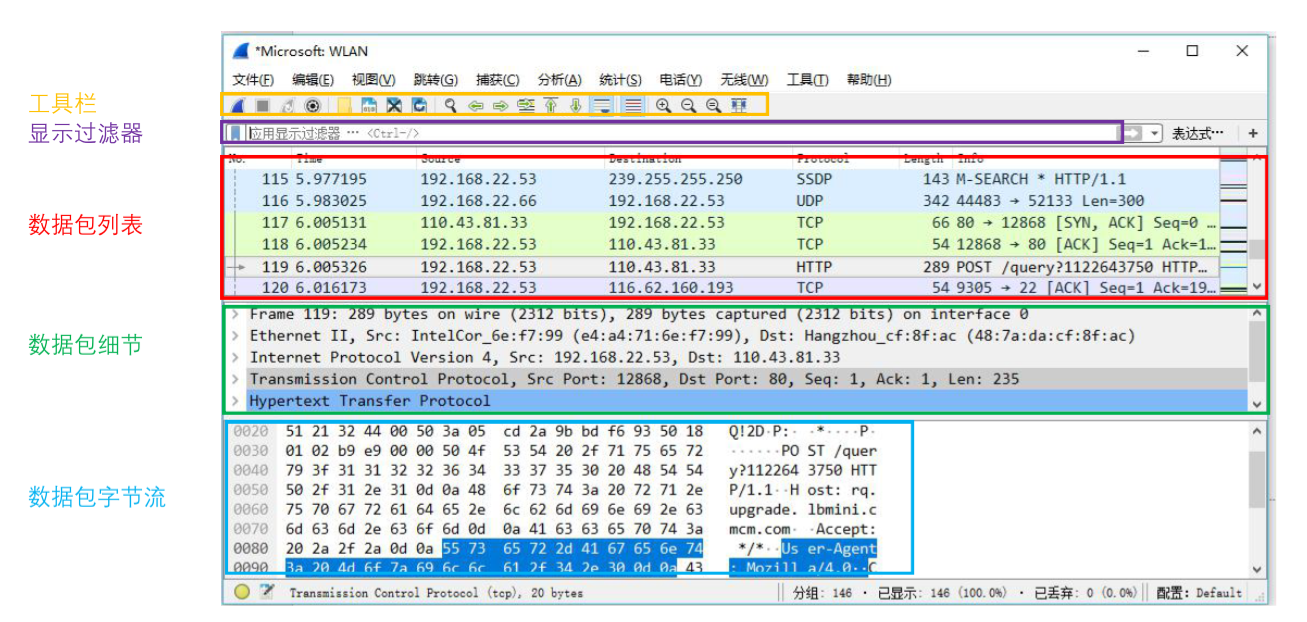 *Microsoft: WLAN
文件(F) 编辑(E) 视图(V) 跳转(G) 捕获(C) 分析(A) 统计(S) 电话(Y) 无线(W) 工具(T) 帮助(H)
工具栏
显示过滤器
应用显示过滤器 … <Ctrl-/> 表达式… +
No. Time Source Destination Protocol Length Info
115 5.977195 192.168.22.53 239.255.255.250 SSDP 143 M-SEARCH * HTTP/1.1
116 5.983025 192.168.22.66 192.168.22.53 UDP 342 44483 → 52133 Len=300
数据包列表
117 6.005131 110.43.81.33 192.168.22.53 TCP 66 80 → 12868 [SYN, ACK] Seq=0 …
118 6.005234 192.168.22.53 110.43.81.33 TCP 54 12868 → 80 [ACK] Seq=1 Ack=1…
119 6.005326 192.168.22.53 110.43.81.33 HTTP 289 POST /query?1122643750 HTTP…
120 6.016173 192.168.22.53 116.62.160.193 TCP 54 9305 → 22 [ACK] Seq=1 Ack=19…
Frame 119: 289 bytes on wire (2312 bits), 289 bytes captured (2312 bits) on interface 0
Ethernet II, Src: IntelCor_6e:f7:99 (e4:a4:71:6e:f7:99), Dst: Hangzhou_cf:8f:ac (48:7a:da:cf:8f:ac)
数据包细节
Internet Protocol Version 4, Src: 192.168.22.53, Dst: 110.43.81.33
Transmission Control Protocol, Src Port: 12868, Dst Port: 80, Seq: 1, Ack: 1, Len: 235
Hypertext Transfer Protocol
0020 51 21 32 44 00 50 3a 05 cd 2a 9b bd f6 93 50 18 Q!2D·P:· ·*····P·
0030 01 02 b9 e9 00 00 50 4f 53 54 20 2f 71 75 65 72 ······PO ST /quer
0040 79 3f 31 31 32 32 36 34 33 37 35 30 20 48 54 54 y?112264 3750 HTT
数据包字节流
0050 50 2f 31 2e 31 0d 0a 48 6f 73 74 3a 20 72 71 2e P/1.1··H ost: rq.
0060 75 70 67 72 61 64 65 2e 6c 62 6d 69 6e 69 2e 63 upgrade. lbmini.c
0070 6d 63 6d 2e 63 6f 6d 0d 0a 41 63 63 65 70 74 3a mcm.com· ·Accept:
0080 20 2a 2f 2a 0d 0a 55 73 65 72 2d 41 67 65 6e 74 */*··Us er-Agent
0090 3a 20 4d 6f 7a 69 6c 6c 61 2f 34 2e 30 0d 0a 43 : Mozill a/4.0··C
Transmission Control Protocol (tcp), 20 bytes 分组: 146 · 已显示: 146 (100.0%) · 已丢弃: 0 (0.0%) 配置: Default